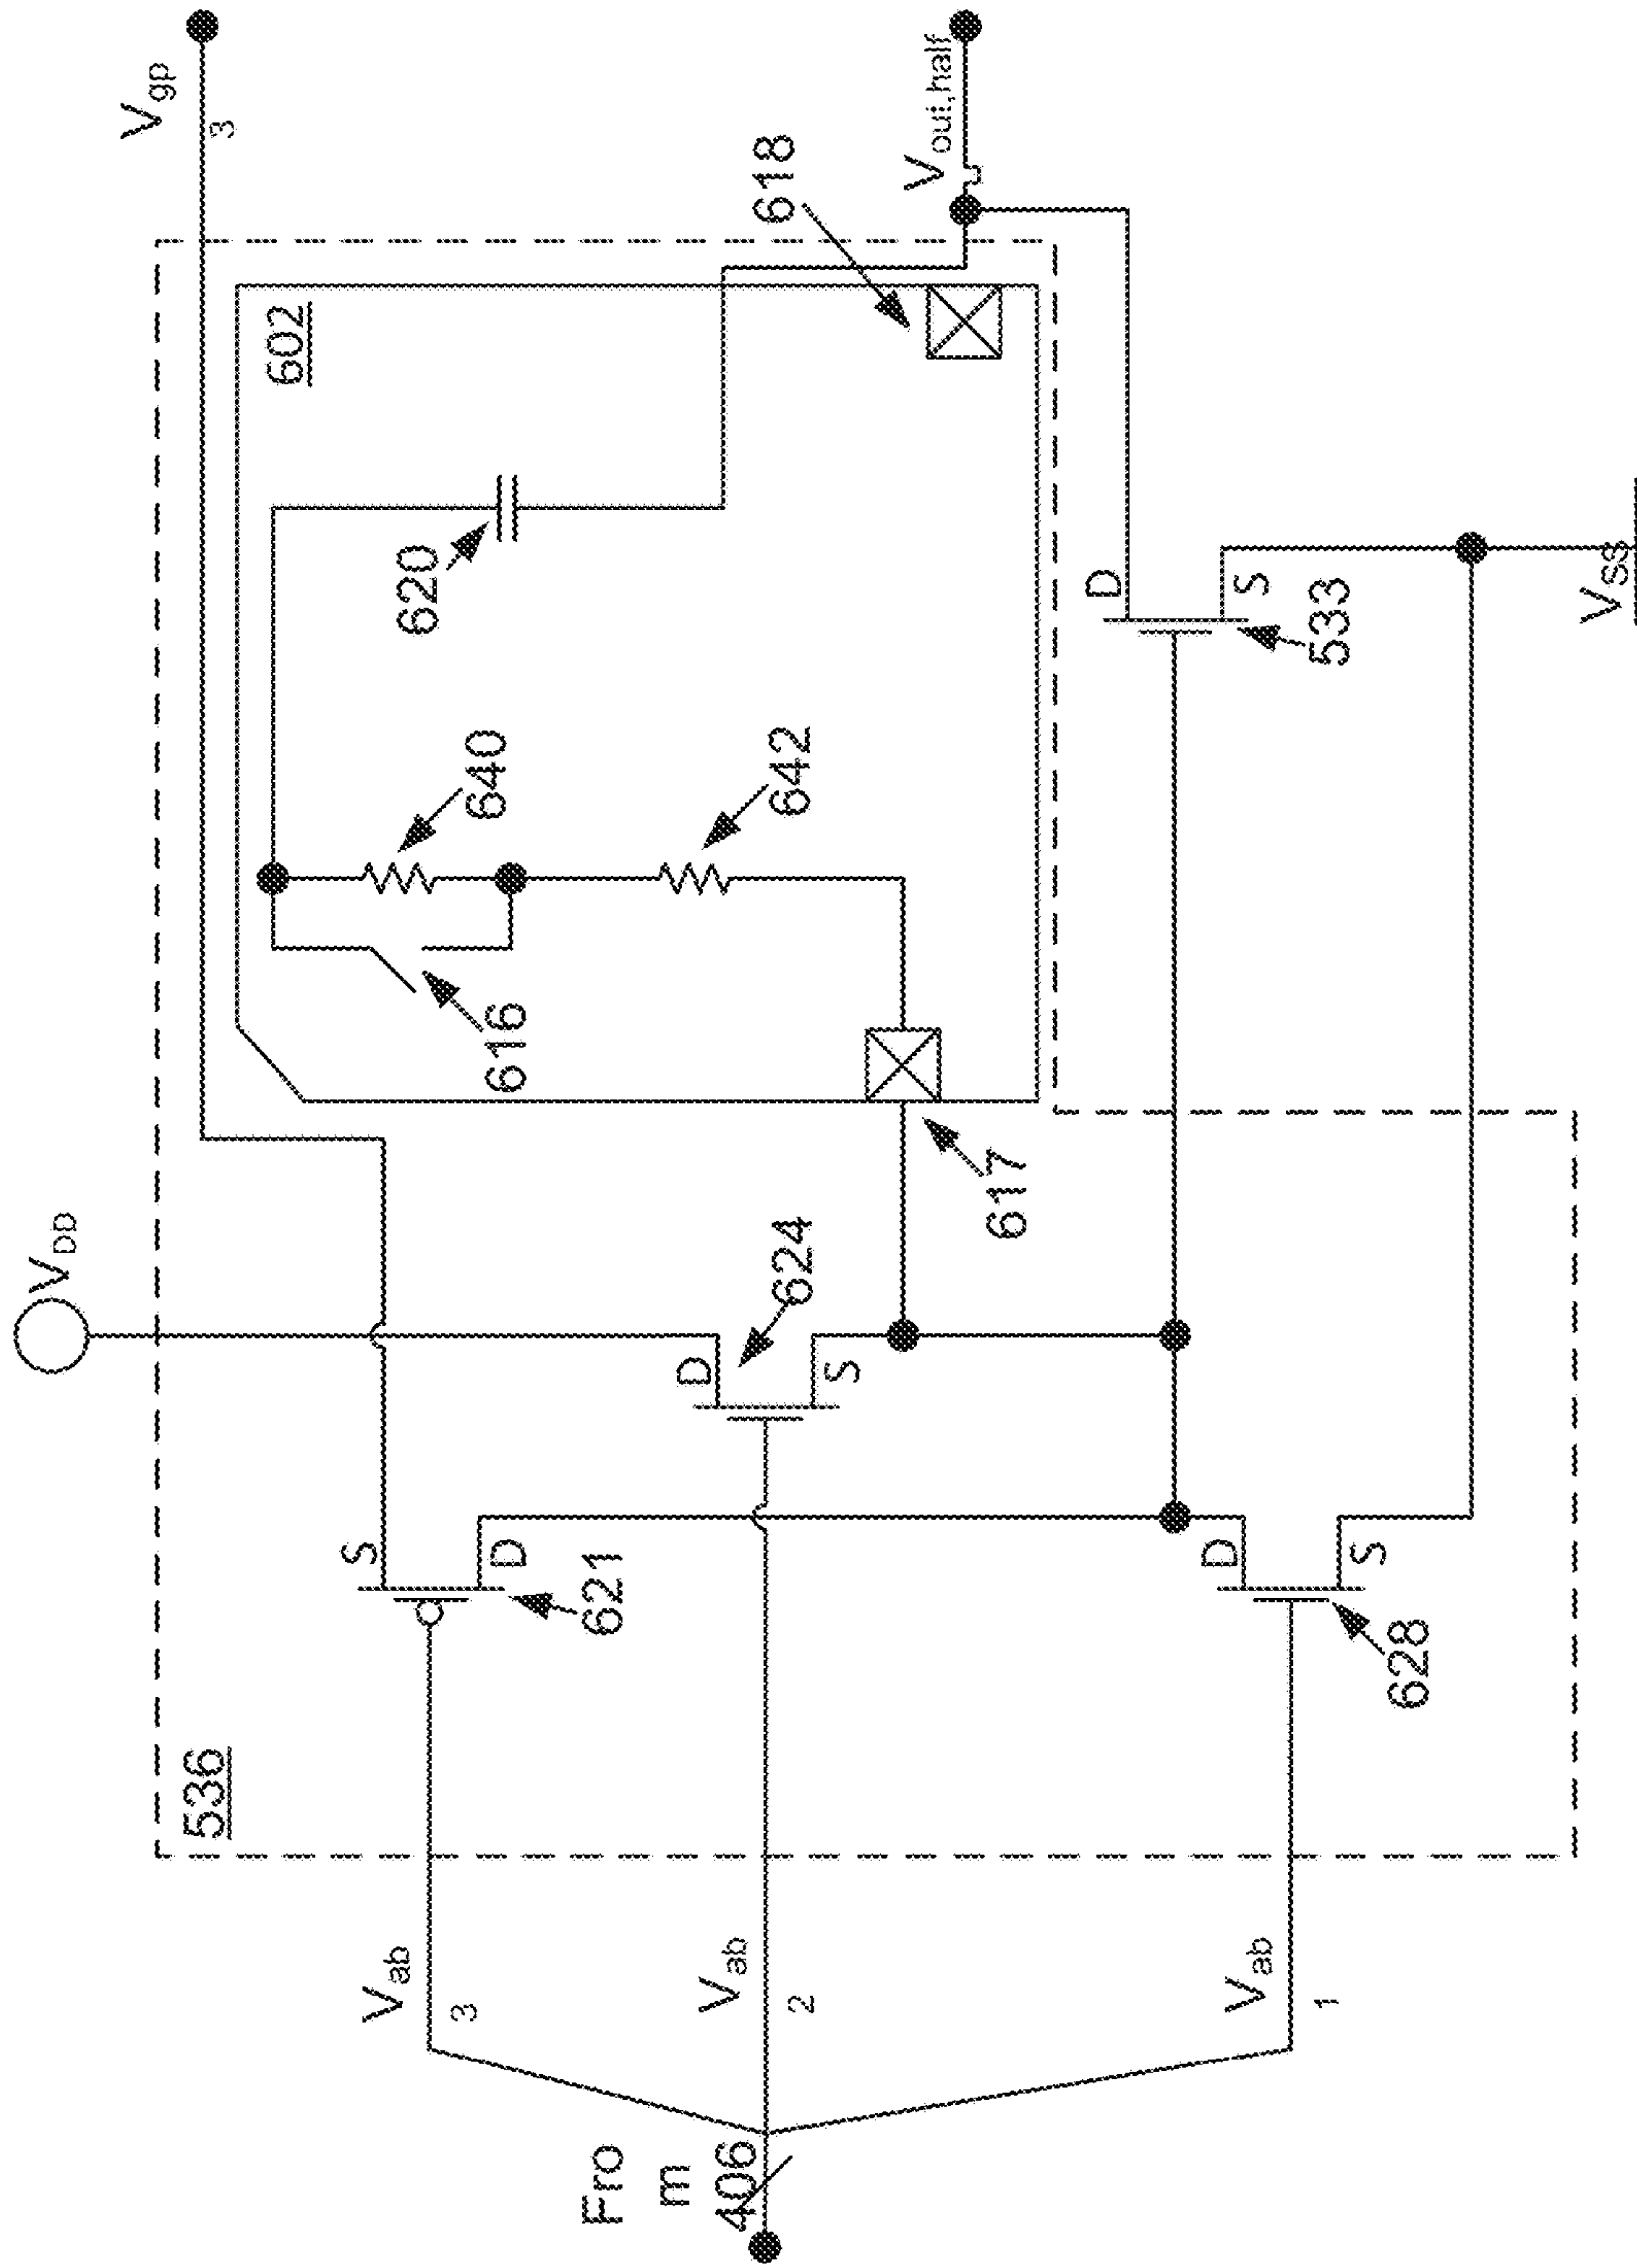 V_DD
V_gp
3
536
602
S
D
621
D
624
S
616
640
620
642
618
V_out,half
617
V_ab
3
V_ab
2
V_ab
1
Fro
m
406
D
S
628
D
S
533
V_SS